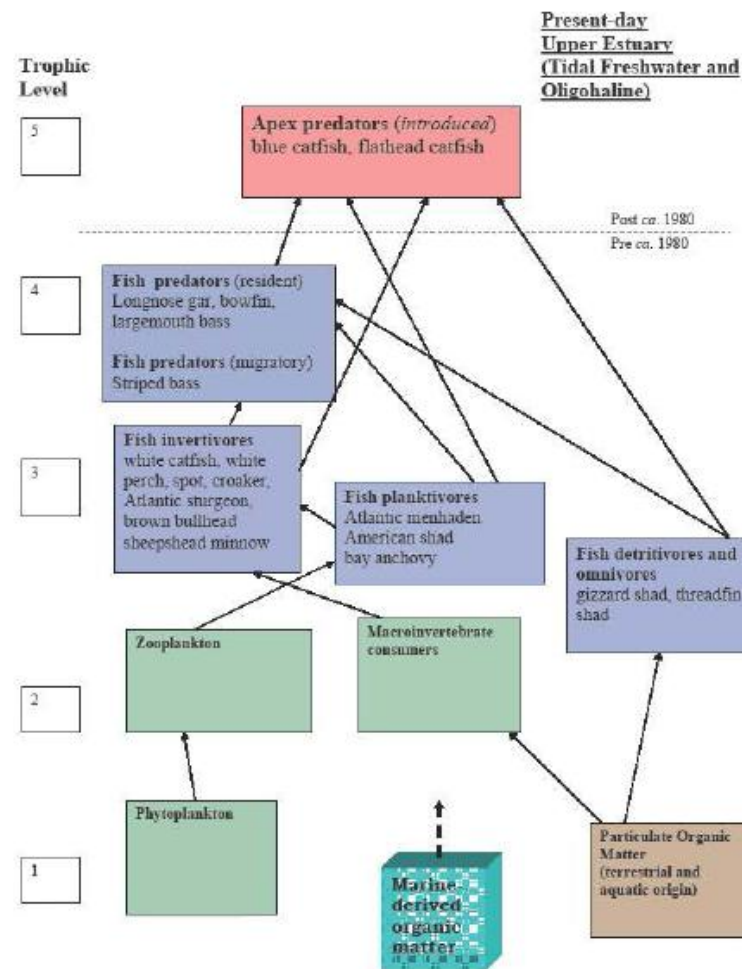 Present-day
Upper Estuary
(Tidal Freshwater and
Oligohaline)
Trophic
Level
5
Apex predators (introduced)
blue catfish, flathead catfish
Post ca. 1980
Pre ca. 1980
4
Fish predators (resident)
Longnose gar, bowfin,
largemouth bass
Fish predators (migratory)
Striped bass
3
Fish invertivores
white catfish, white
perch, spot, croaker,
Atlantic sturgeon,
brown bullhead
sheepshead minnow
Fish planktivores
Atlantic menhaden
American shad
bay anchovy
Fish detritivores and
omnivores
gizzard shad, threadfin
shad
2
Zooplankton
Macroinvertebrate
consumers
1
Phytoplankton
Marine-
derived
organic
matter
Particulate Organic
Matter
(terrestrial and
aquatic origin)